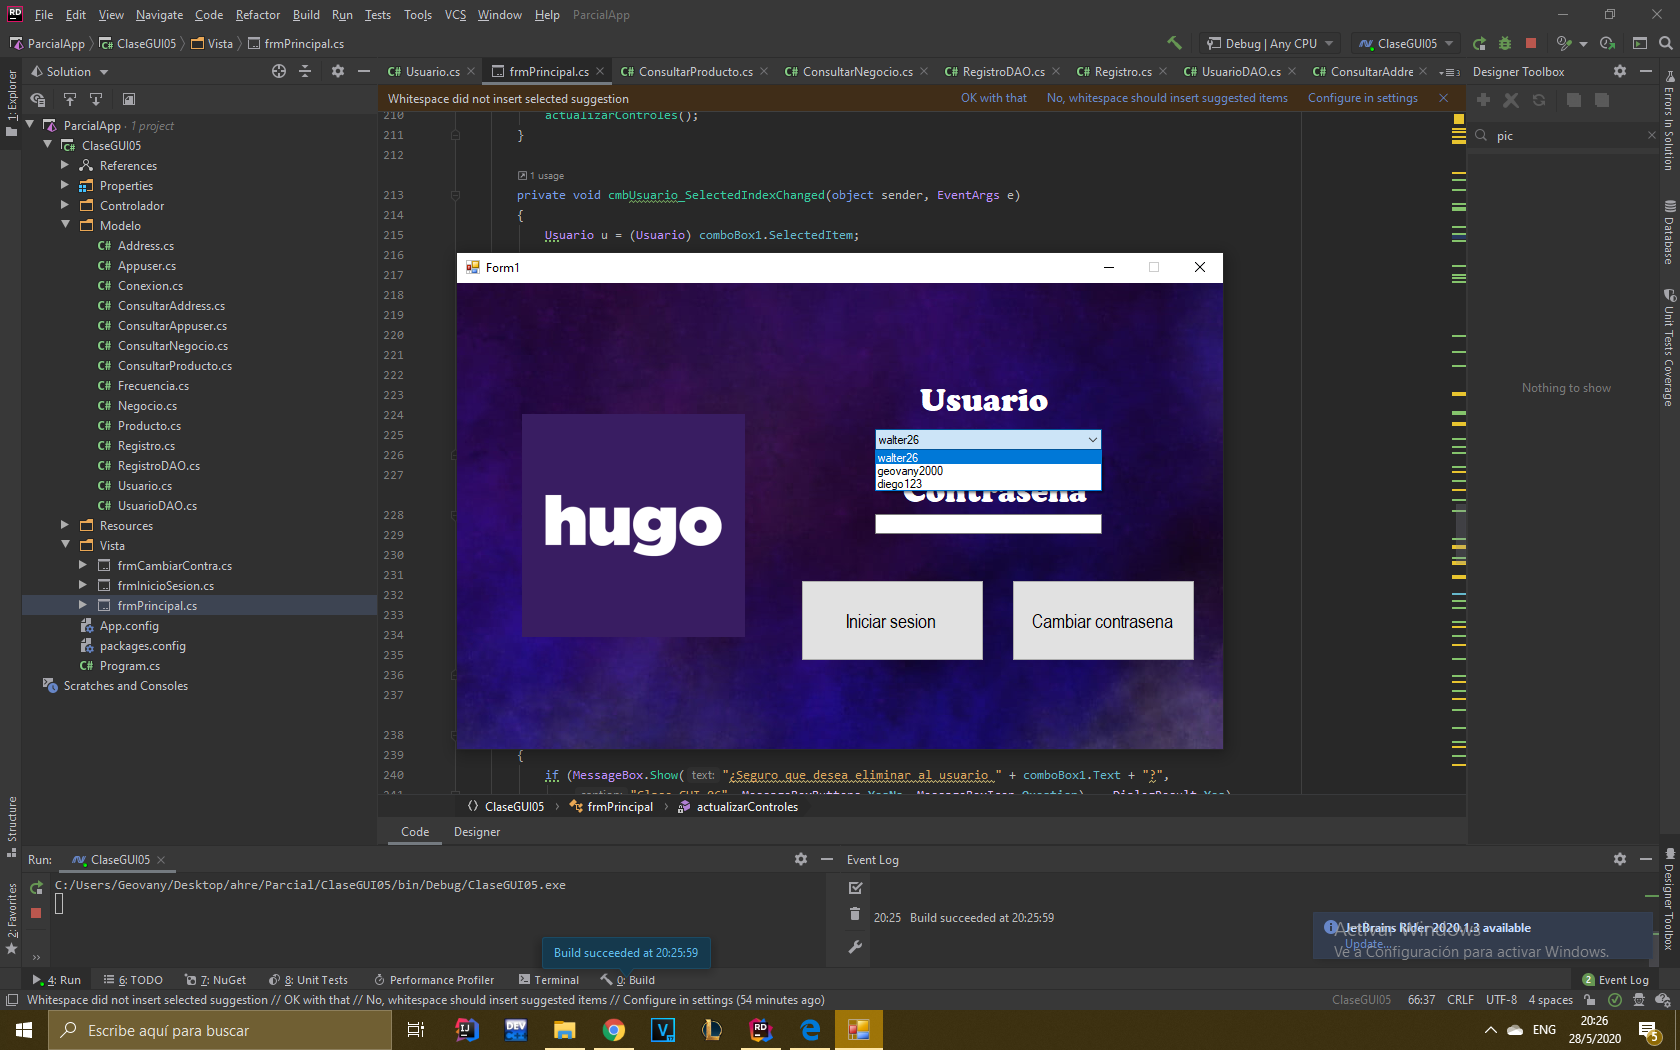 File Edit View Navigate Code Refactor Build Run Tests Tools VCS Window Help ParcialApp
ParcialApp ClaseGUI05 Vista frmPrincipal.cs Debug | Any CPU ClaseGUI05
Solution Usuario.cs frmPrincipal.cs ConsultarProducto.cs ConsultarNegocio.cs RegistroDAO.cs Registro.cs UsuarioDAO.cs ConsultarAddre Designer Toolbox
Whitespace did not insert selected suggestion OK with that No, whitespace should insert suggested items Configure in settings
pic
Nothing to show
1: Explorer
Structure
2: Favorites
Errors In Solution
Database
Unit Tests Coverage
Designer Toolbox
ParcialApp · 1 project
ClaseGUI05
References
Properties
Controlador
Modelo
Address.cs
Appuser.cs
Conexion.cs
ConsultarAddress.cs
ConsultarAppuser.cs
ConsultarNegocio.cs
ConsultarProducto.cs
Frecuencia.cs
Negocio.cs
Producto.cs
Registro.cs
RegistroDAO.cs
Usuario.cs
UsuarioDAO.cs
Resources
Vista
frmCambiarContra.cs
frmInicioSesion.cs
frmPrincipal.cs
App.config
packages.config
Program.cs
Scratches and Consoles
210 actualizarControles();
211 }
212
1 usage
213 private void cmbUsuario_SelectedIndexChanged(object sender, EventArgs e)
214 {
215 Usuario u = (Usuario) comboBox1.SelectedItem;
216
217
218
219
220
221
222
223
224
225
226
227
228
229
230
231
232
233
234
235
236
237
238
239 {
240 if (MessageBox.Show( text: "¿Seguro que desea eliminar al usuario " + comboBox1.Text + "?",
Form1
hugo
Usuario
walter26
walter26
geovany2000
diego123
Contrasena
Iniciar sesion
Cambiar contrasena
ClaseGUI05 frmPrincipal actualizarControles
Code Designer
Run: ClaseGUI05
C:/Users/Geovany/Desktop/ahre/Parcial/ClaseGUI05/bin/Debug/ClaseGUI05.exe
Event Log
20:25 Build succeeded at 20:25:59
Build succeeded at 20:25:59
JetBrains Rider 2020.1.3 available
Update...
Activar Windows
Ve a Configuración para activar Windows.
4: Run 6: TODO 7: NuGet 8: Unit Tests Performance Profiler Terminal 0: Build 2 Event Log
Whitespace did not insert selected suggestion // OK with that // No, whitespace should insert suggested items // Configure in settings (54 minutes ago) ClaseGUI05 66:37 CRLF UTF-8 4 spaces
Escribe aquí para buscar
ENG
20:26
28/5/2020
5